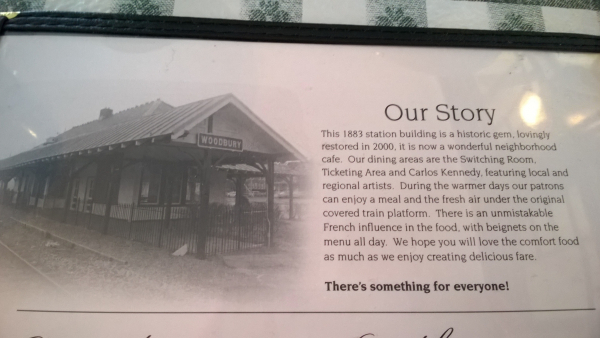 WOODBURY
Our Story
This 1883 station building is a historic gem, lovingly
restored in 2000, it is now a wonderful neighborhood
cafe. Our dining areas are the Switching Room,
Ticketing Area and Carlos Kennedy, featuring local and
regional artists. During the warmer days our patrons
can enjoy a meal and the fresh air under the original
covered train platform. There is an unmistakable
French influence in the food, with beignets on the
menu all day. We hope you will love the comfort food
as much as we enjoy creating delicious fare.
There's something for everyone!